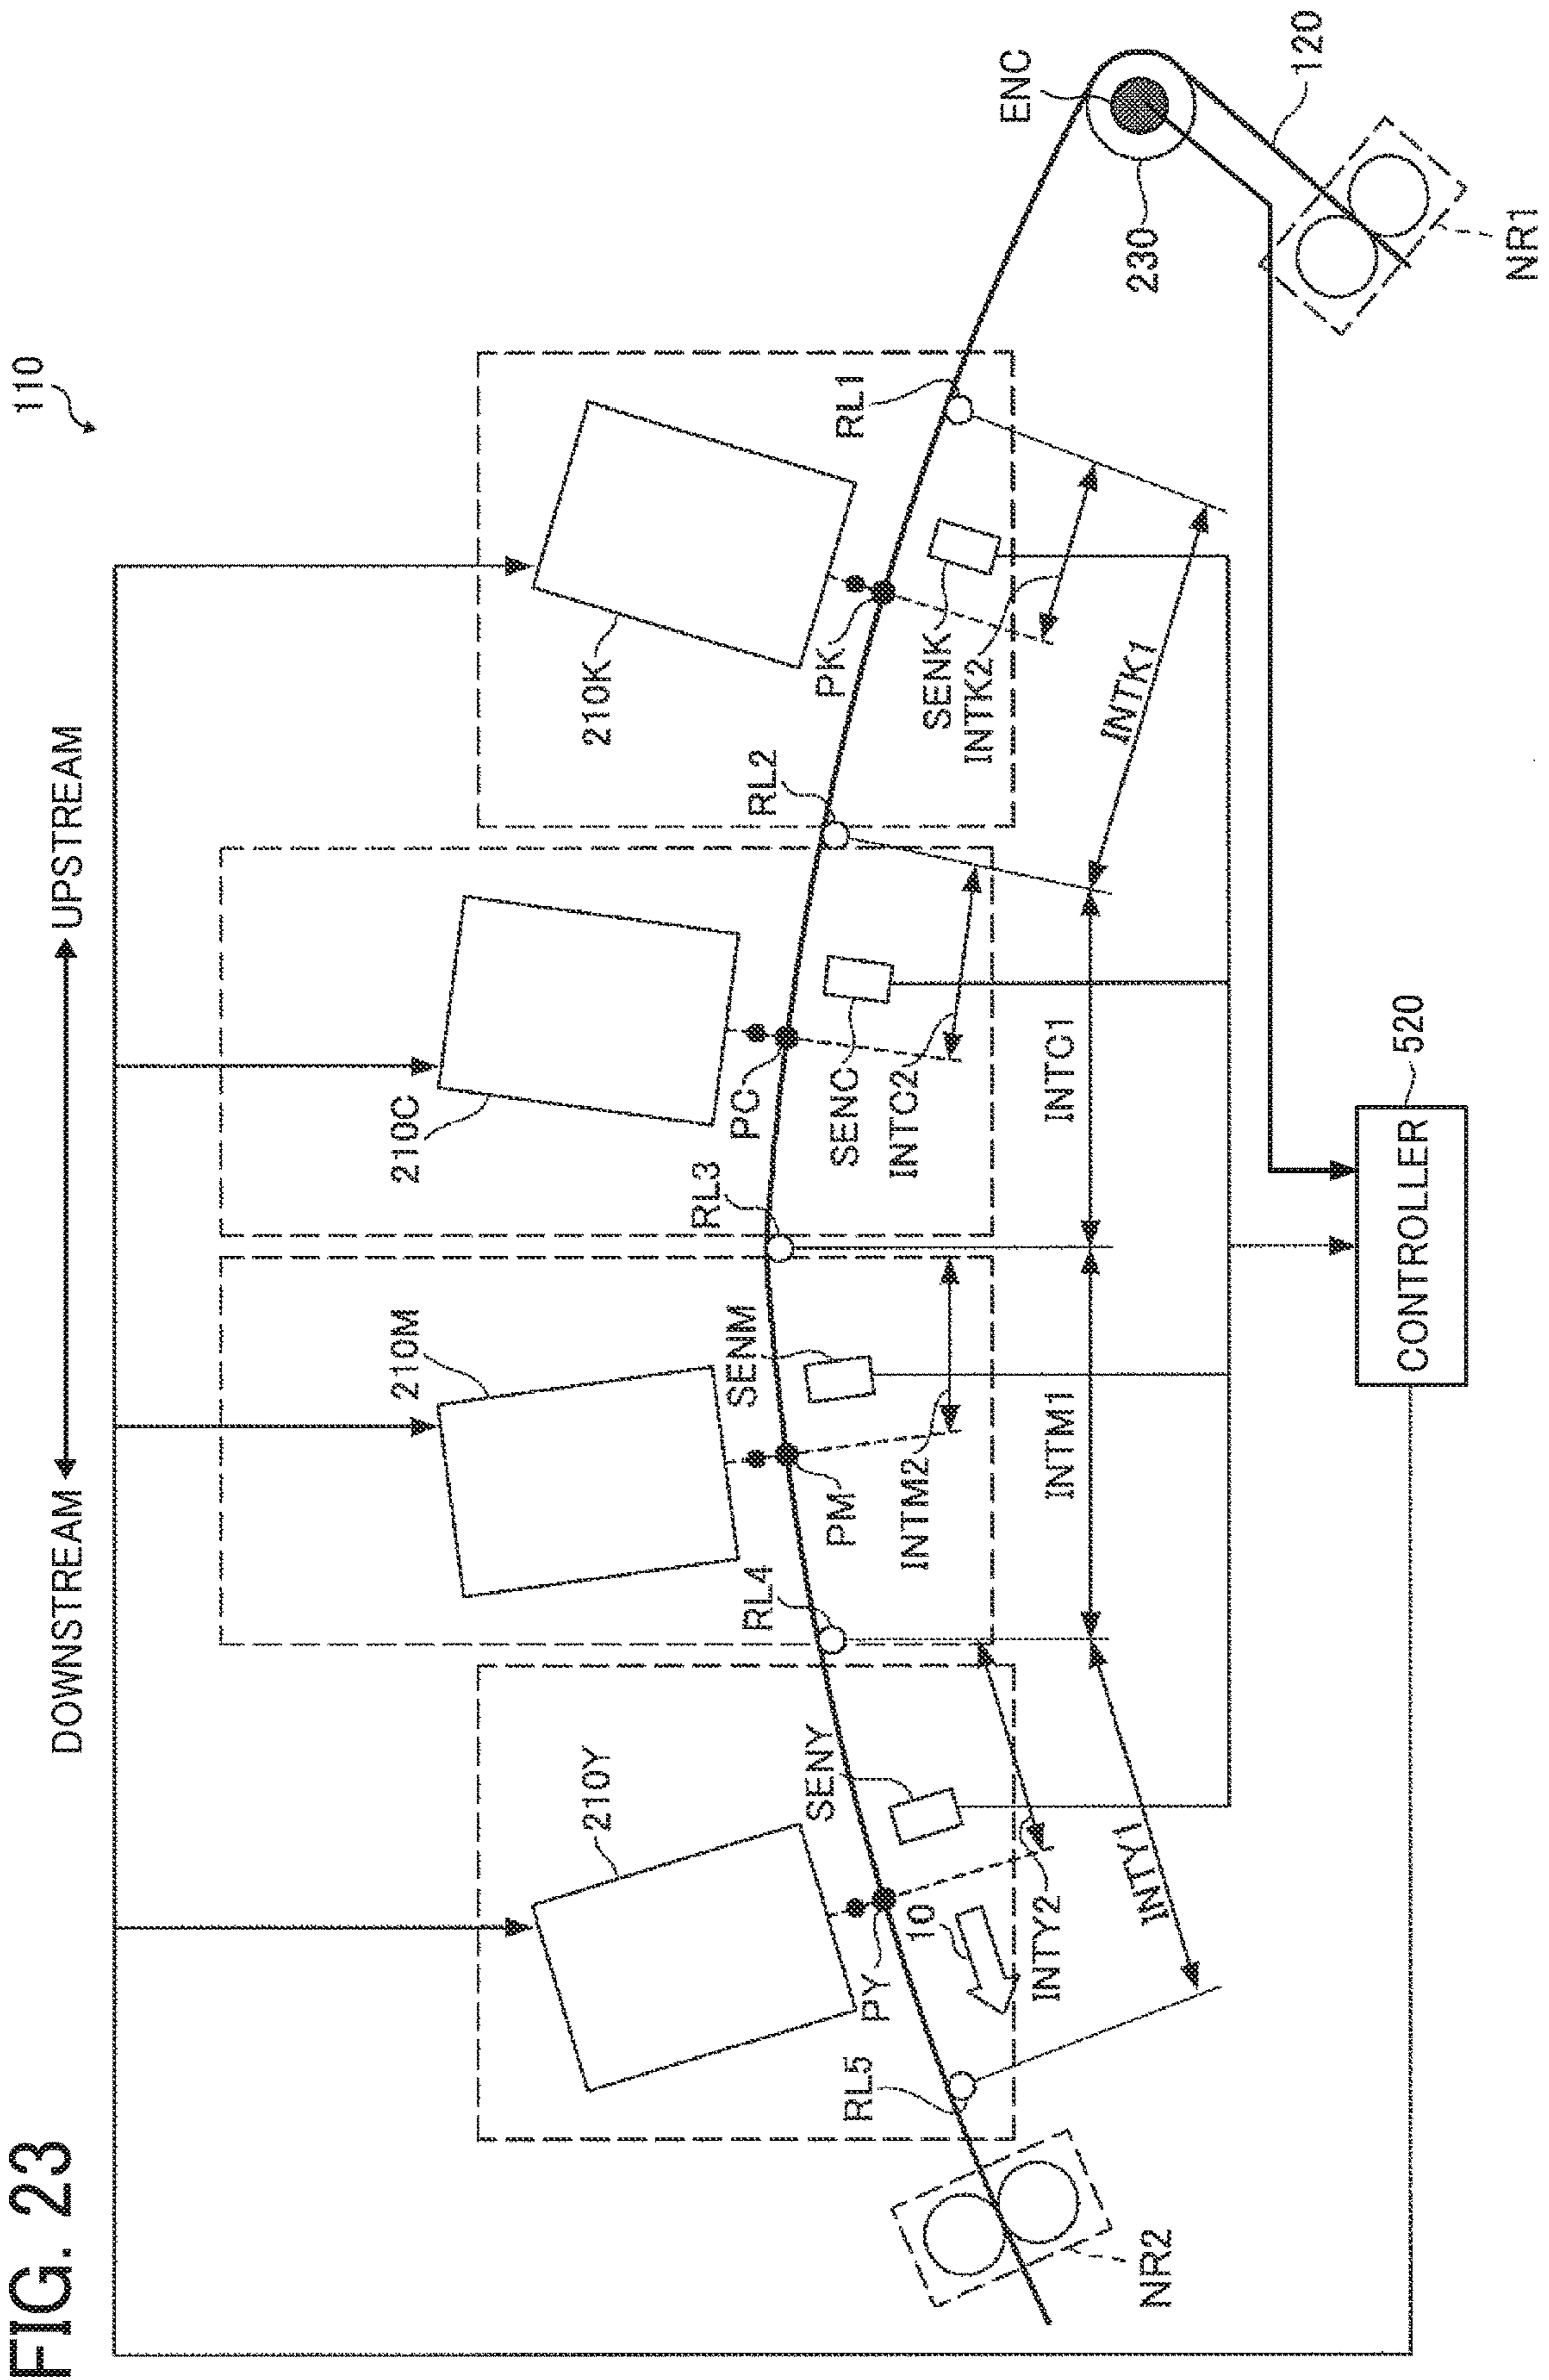 FIG. 23
110
DOWNSTREAM
UPSTREAM
210Y
210M
210C
210K
ENC
RL5
PY
SENY
RL4
PM
SENM
RL3
PC
RL2
PK
RL1
230
120
10
SENC
SENK
INTY2
INTM2
INTC2
INTK2
INTY1
INTM1
INTC1
INTK1
NR2
NR1
CONTROLLER
520